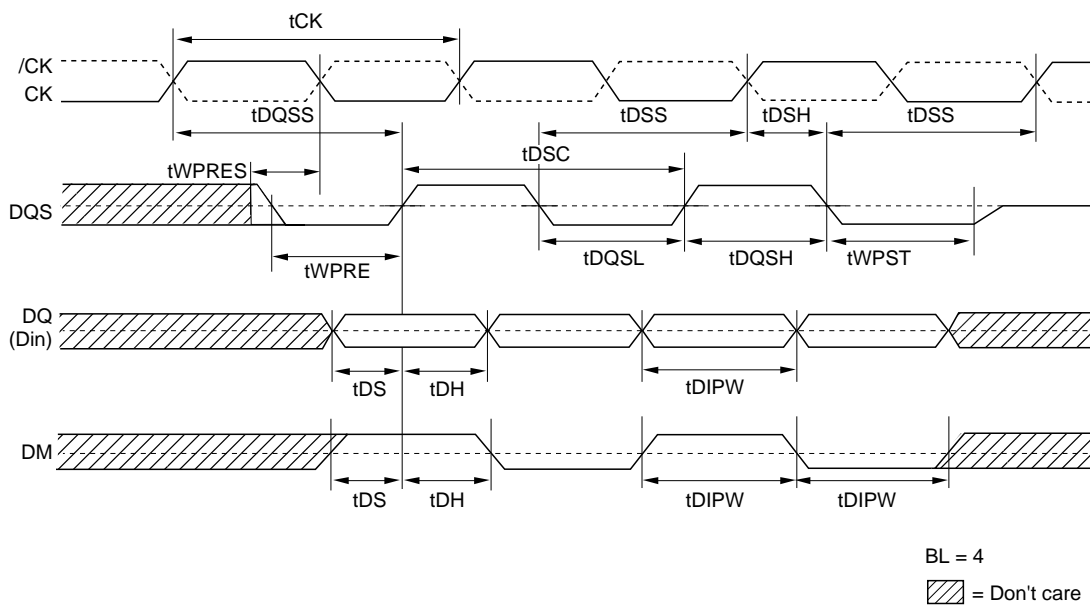 tCK
/CK
CK
tDQSS
tDSS
tDSH
tDSS
tWPRES
tDSC
DQS
tWPRE
tDQSL
tDQSH
tWPST
DQ
(Din)
tDS
tDH
tDIPW
DM
tDS
tDH
tDIPW
tDIPW
BL = 4
= Don't care